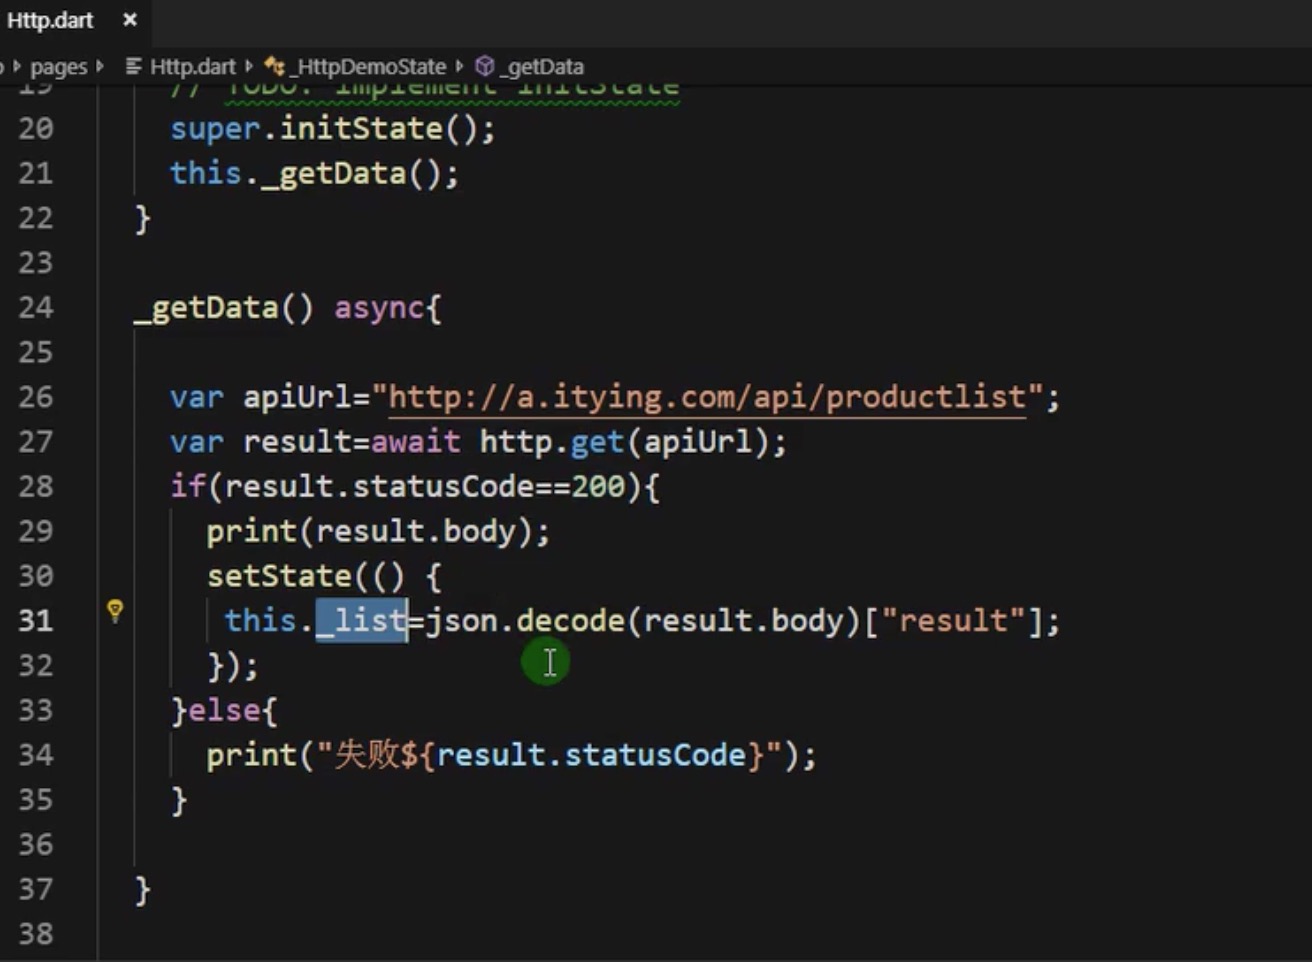 Http.dart ×
pages Http.dart _HttpDemoState _getData
19 // TODO: implement initState
20 super.initState();
21 this._getData();
22 }
23
24 _getData() async{
25
26 var apiUrl="http://a.itying.com/api/productlist";
27 var result=await http.get(apiUrl);
28 if(result.statusCode==200){
29 print(result.body);
30 setState(() {
31 this._list=json.decode(result.body)["result"];
32 });
33 }else{
34 print("失败${result.statusCode}");
35 }
36
37 }
38